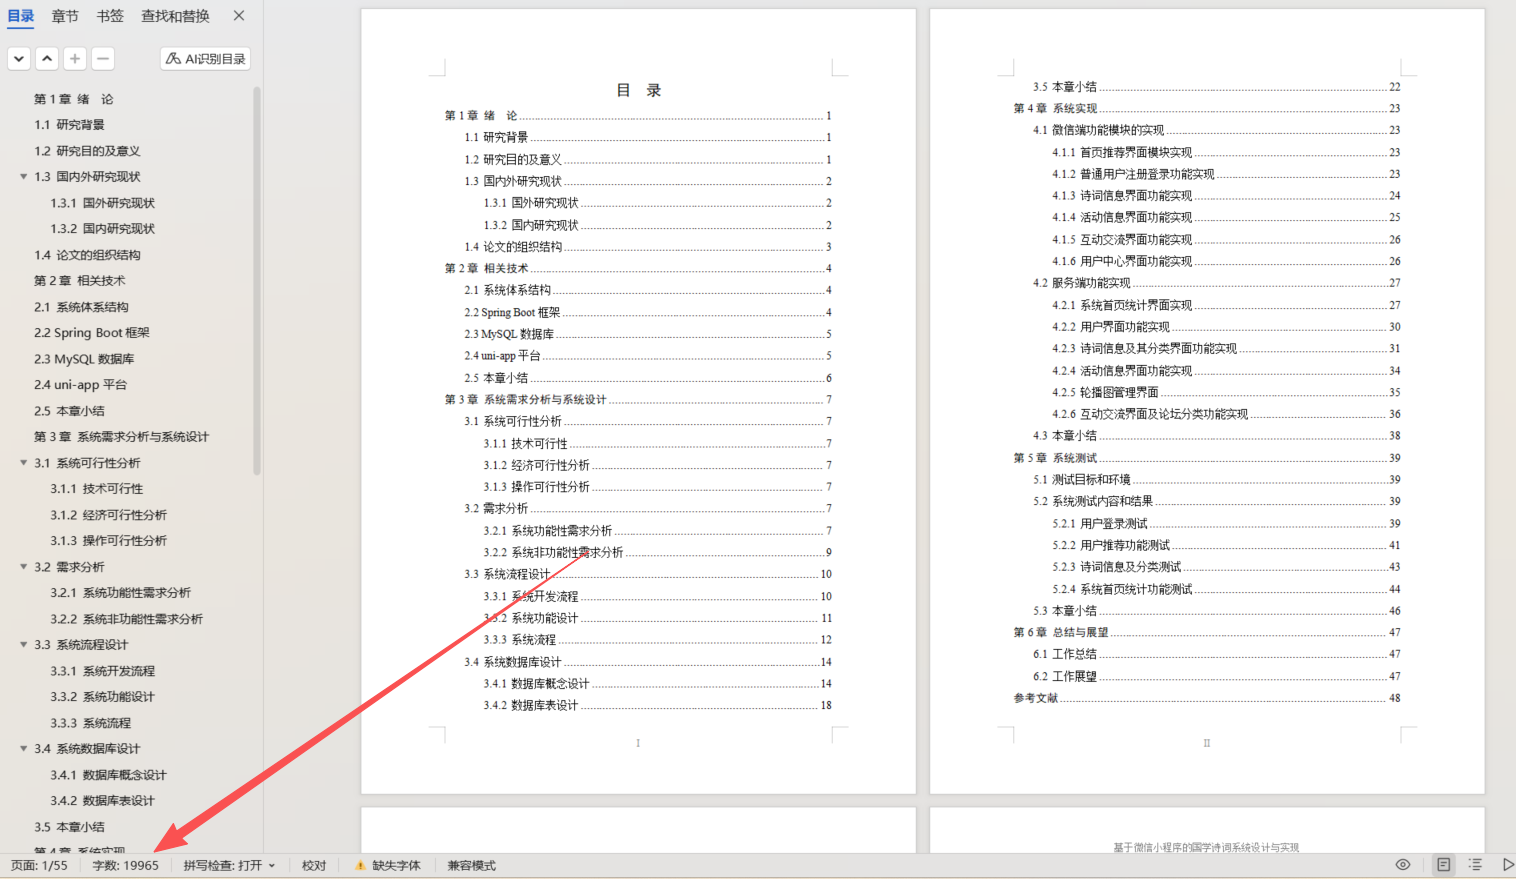 目录 章节 书签 查找和替换
AI识别目录
第 1 章 绪 论
1.1 研究背景
1.2 研究目的及意义
1.3 国内外研究现状
1.3.1 国外研究现状
1.3.2 国内研究现状
1.4 论文的组织结构
第 2 章 相关技术
2.1 系统体系结构
2.2 Spring Boot 框架
2.3 MySQL 数据库
2.4 uni-app 平台
2.5 本章小结
第 3 章 系统需求分析与系统设计
3.1 系统可行性分析
3.1.1 技术可行性
3.1.2 经济可行性分析
3.1.3 操作可行性分析
3.2 需求分析
3.2.1 系统功能性需求分析
3.2.2 系统非功能性需求分析
3.3 系统流程设计
3.3.1 系统开发流程
3.3.2 系统功能设计
3.3.3 系统流程
3.4 系统数据库设计
3.4.1 数据库概念设计
3.4.2 数据库表设计
3.5 本章小结
第 4 章 系统实现
目 录
第 1 章 绪 论 1
1.1 研究背景 1
1.2 研究目的及意义 1
1.3 国内外研究现状 2
1.3.1 国外研究现状 2
1.3.2 国内研究现状 2
1.4 论文的组织结构 3
第 2 章 相关技术 4
2.1 系统体系结构 4
2.2 Spring Boot 框架 4
2.3 MySQL 数据库 5
2.4 uni-app 平台 5
2.5 本章小结 6
第 3 章 系统需求分析与系统设计 7
3.1 系统可行性分析 7
3.1.1 技术可行性 7
3.1.2 经济可行性分析 7
3.1.3 操作可行性分析 7
3.2 需求分析 7
3.2.1 系统功能性需求分析 7
3.2.2 系统非功能性需求分析 9
3.3 系统流程设计 10
3.3.1 系统开发流程 10
3.3.2 系统功能设计 11
3.3.3 系统流程 12
3.4 系统数据库设计 14
3.4.1 数据库概念设计 14
3.4.2 数据库表设计 18
I
3.5 本章小结 22
第 4 章 系统实现 23
4.1 微信端功能模块的实现 23
4.1.1 首页推荐界面模块实现 23
4.1.2 普通用户注册登录功能实现 23
4.1.3 诗词信息界面功能实现 24
4.1.4 活动信息界面功能实现 25
4.1.5 互动交流界面功能实现 26
4.1.6 用户中心界面功能实现 26
4.2 服务端功能实现 27
4.2.1 系统首页统计界面实现 27
4.2.2 用户界面功能实现 30
4.2.3 诗词信息及其分类界面功能实现 31
4.2.4 活动信息界面功能实现 34
4.2.5 轮播图管理界面 35
4.2.6 互动交流界面及论坛分类功能实现 36
4.3 本章小结 38
第 5 章 系统测试 39
5.1 测试目标和环境 39
5.2 系统测试内容和结果 39
5.2.1 用户登录测试 39
5.2.2 用户推荐功能测试 41
5.2.3 诗词信息及分类测试 43
5.2.4 系统首页统计功能测试 44
5.3 本章小结 46
第 6 章 总结与展望 47
6.1 工作总结 47
6.2 工作展望 47
参考文献 48
II
基于微信小程序的国学诗词系统设计与实现
页面: 1/55 字数: 19965 拼写检查: 打开 校对 缺失字体 兼容模式